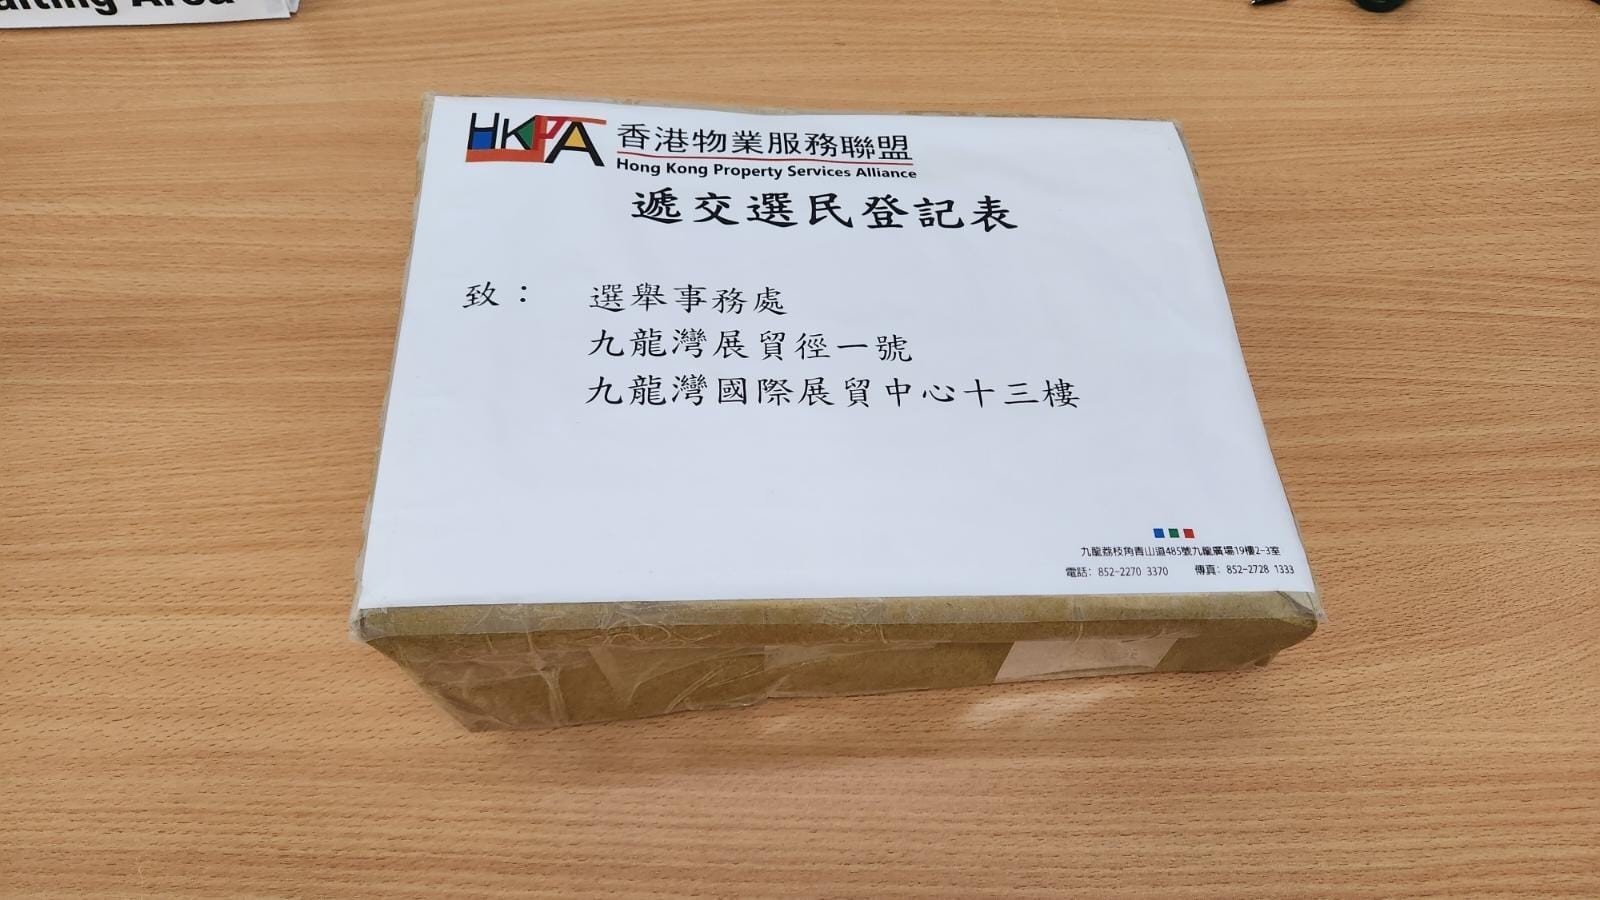 aiting Area
HKPA 香港物業服務聯盟
Hong Kong Property Services Alliance
遞交選民登記表
致： 選舉事務處
九龍灣展貿徑一號
九龍灣國際展貿中心十三樓
九龍荔枝角青山道485號九龍廣場19樓2-3室
電話：852-2270 3370 傳真：852-2728 1333